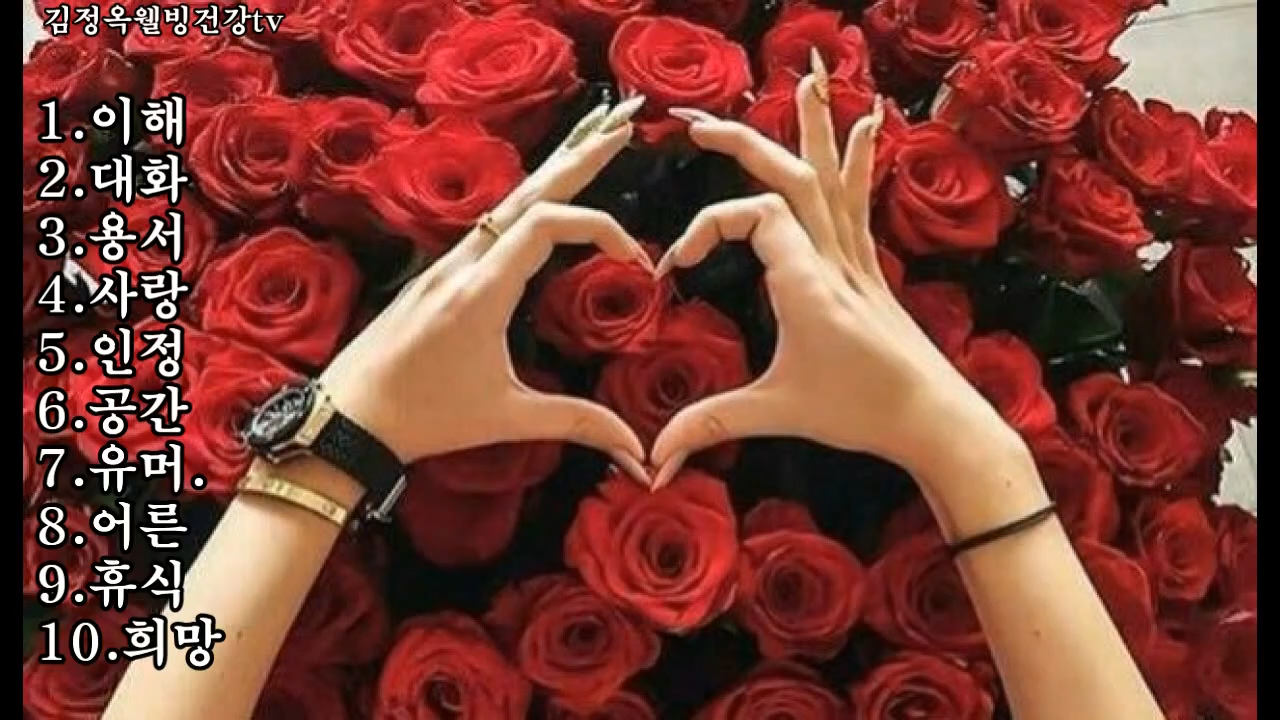 김정옥웰빙건강tv
1.이해
2.대화
3.용서
4.사랑
5.인정
6.공간
7.유머.
8.어른
9.휴식
10.희망